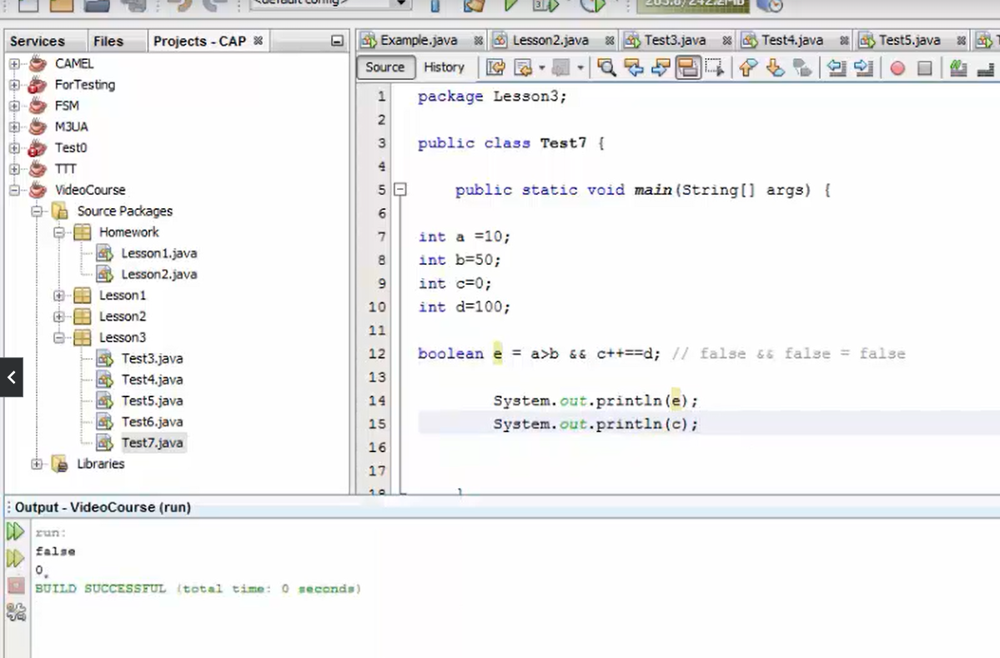 <default config>
203.0/242.2MB
Services Files Projects - CAP
Example.java Lesson2.java Test3.java Test4.java Test5.java
Source History
CAMEL
ForTesting
FSM
M3UA
Test0
TTT
VideoCourse
Source Packages
Homework
Lesson1.java
Lesson2.java
Lesson1
Lesson2
Lesson3
Test3.java
Test4.java
Test5.java
Test6.java
Test7.java
Libraries
1 package Lesson3;
2
3 public class Test7 {
4
5 public static void main(String[] args) {
6
7 int a =10;
8 int b=50;
9 int c=0;
10 int d=100;
11
12 boolean e = a>b && c++==d; // false && false = false
13
14 System.out.println(e);
15 System.out.println(c);
16
17
18 }
Output - VideoCourse (run)
run:
false
0
BUILD SUCCESSFUL (total time: 0 seconds)